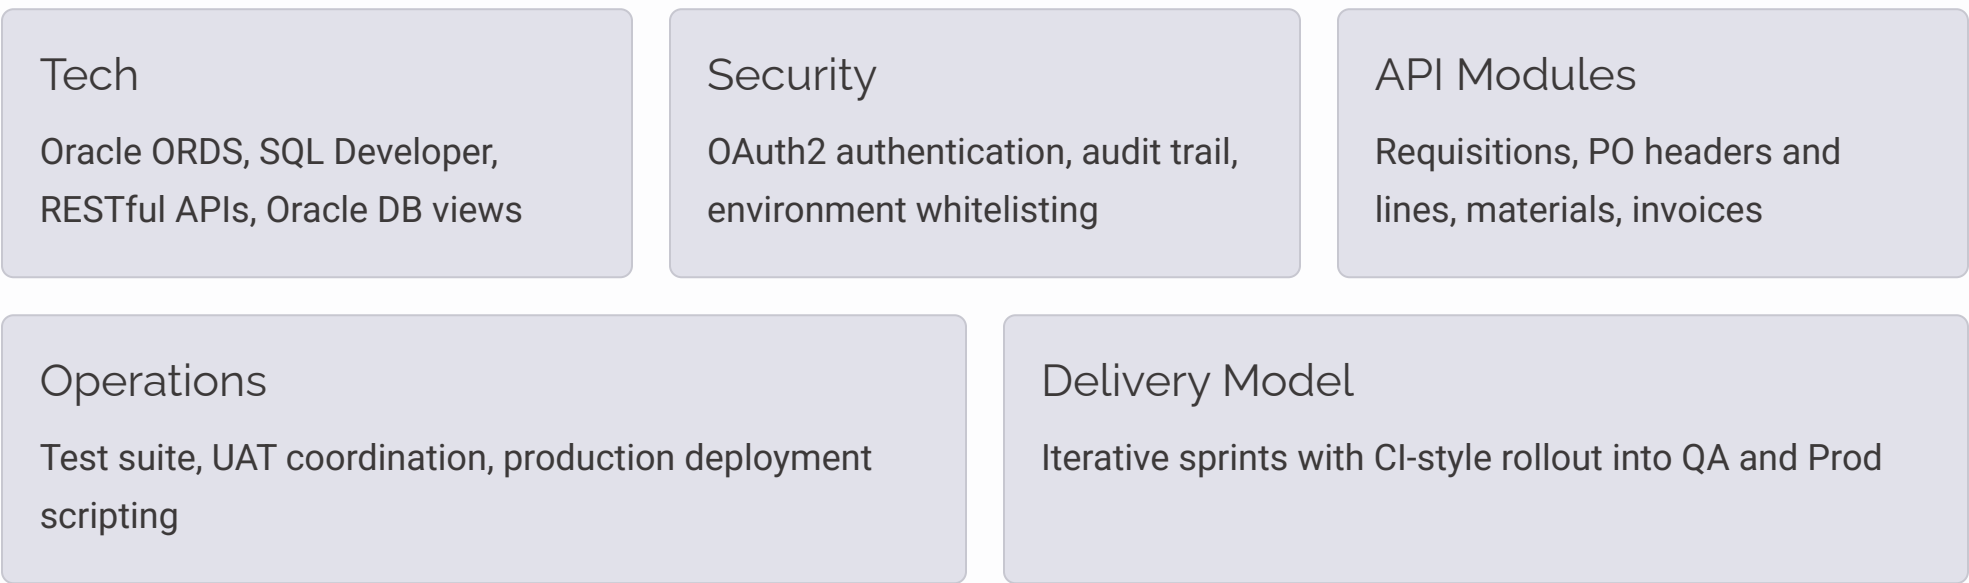 Tech
Oracle ORDS, SQL Developer,
RESTful APIs, Oracle DB views
Security
OAuth2 authentication, audit trail,
environment whitelisting
API Modules
Requisitions, PO headers and
lines, materials, invoices
Operations
Test suite, UAT coordination, production deployment
scripting
Delivery Model
Iterative sprints with CI-style rollout into QA and Prod